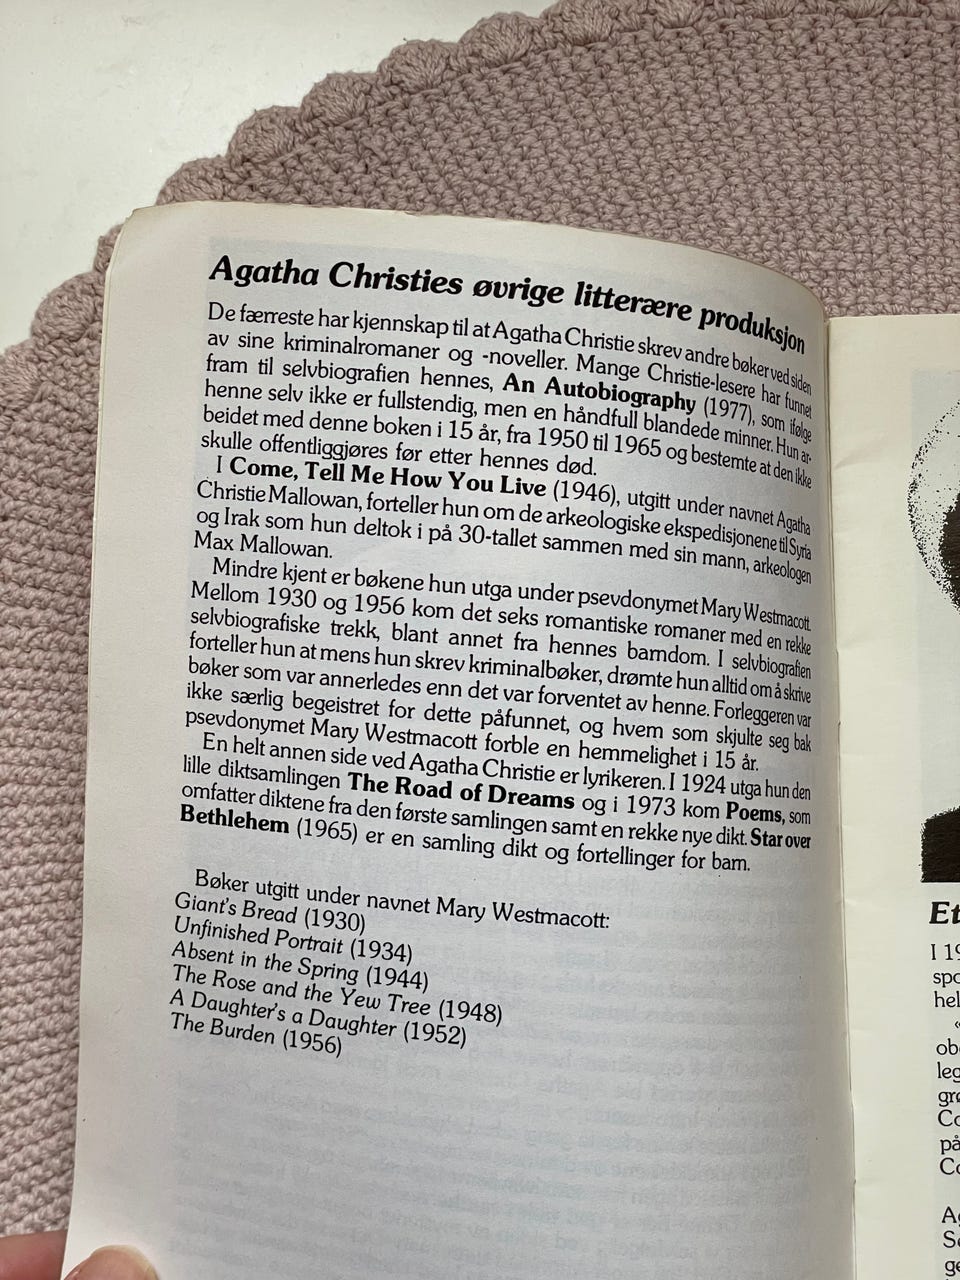 Agatha Christies øvrige litterære produksjon
De færreste har kjennskap til at Agatha Christie skrev andre bøker ved siden
av sine kriminalromaner og -noveller. Mange Christie-lesere har funnet
fram til selvbiografien hennes, An Autobiography (1977), som ifølge
henne selv ikke er fullstendig, men en håndfull blandede minner. Hun ar-
beidet med denne boken i 15 år, fra 1950 til 1965 og bestemte at den ikke
skulle offentliggjøres før etter hennes død.
I Come, Tell Me How You Live (1946), utgitt under navnet Agatha
Christie Mallowan, forteller hun om de arkeologiske ekspedisjonene til Syria
og Irak som hun deltok i på 30-tallet sammen med sin mann, arkeologen
Max Mallowan.
Mindre kjent er bøkene hun utga under psevdonymet Mary Westmacott.
Mellom 1930 og 1956 kom det seks romantiske romaner med en rekke
selvbiografiske trekk, blant annet fra hennes barndom. I selvbiografien
forteller hun at mens hun skrev kriminalbøker, drømte hun alltid om å skrive
bøker som var annerledes enn det var forventet av henne. Forleggeren var
ikke særlig begeistret for dette påfunnet, og hvem som skjulte seg bak
psevdonymet Mary Westmacott forble en hemmelighet i 15 år.
En helt annen side ved Agatha Christie er lyrikeren. I 1924 utga hun den
lille diktsamlingen The Road of Dreams og i 1973 kom Poems, som
omfatter diktene fra den første samlingen samt en rekke nye dikt. Star over
Bethlehem (1965) er en samling dikt og fortellinger for barn.
Bøker utgitt under navnet Mary Westmacott:
Giant's Bread (1930)
Unfinished Portrait (1934)
Absent in the Spring (1944)
The Rose and the Yew Tree (1948)
A Daughter's a Daughter (1952)
The Burden (1956)
Et
I 19
spo
hel
«
obe
leg
grø
Co
på
Co
Ag
Se
ge